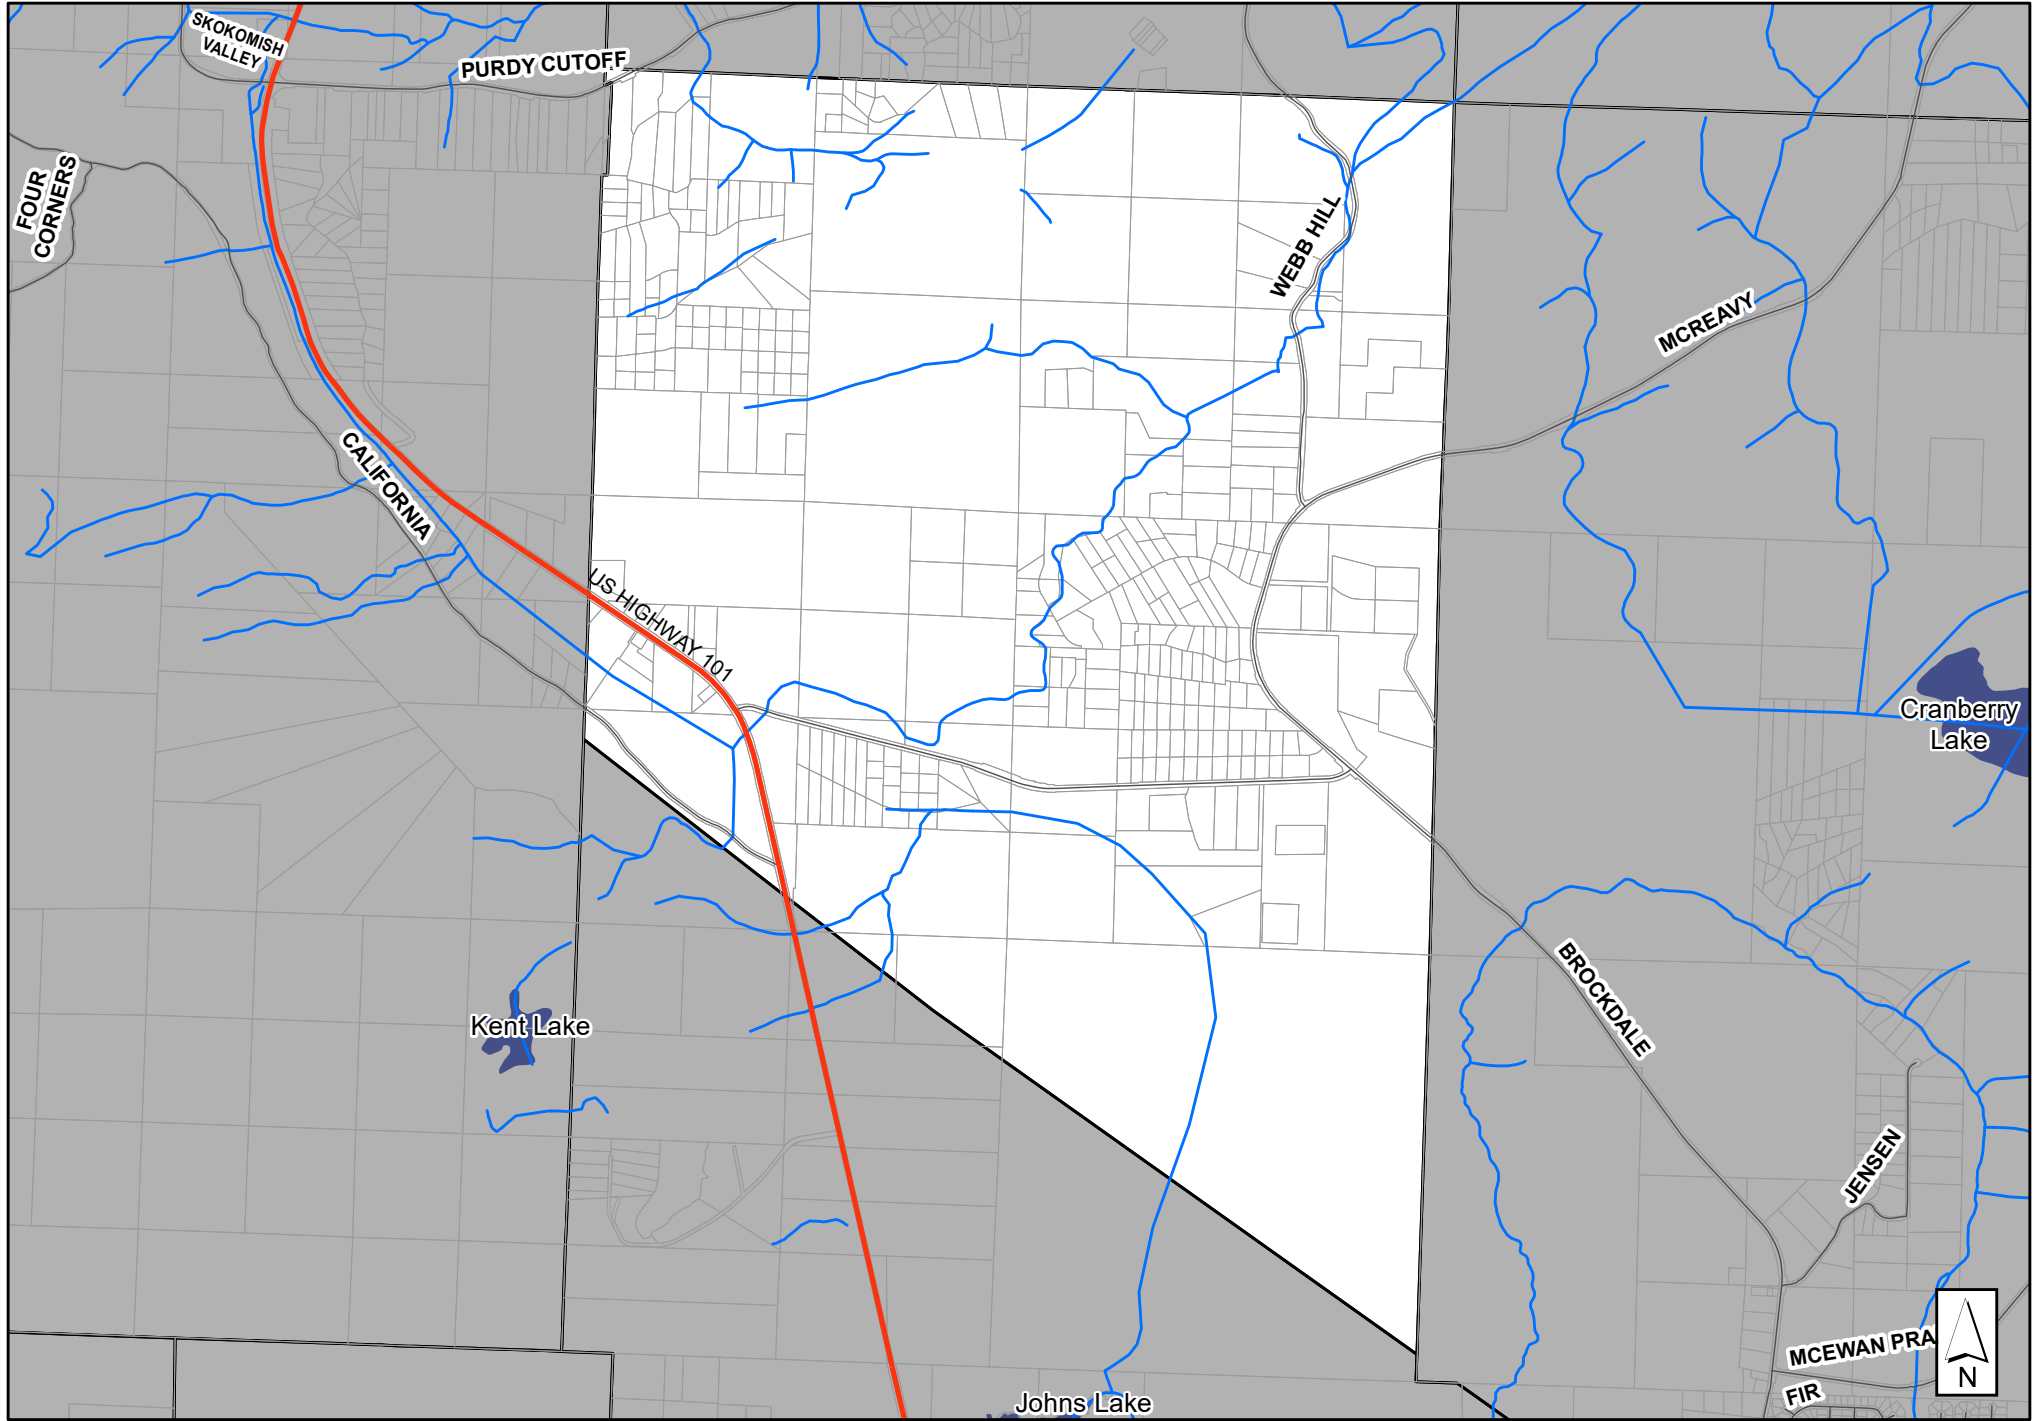 SKOKOMISH
VALLEY
PURDY CUTOFF
FOUR
CORNERS
WEBB HILL
MCREAVY
CALIFORNIA
US HIGHWAY 101
Cranberry
Lake
Kent Lake
BROCKDALE
JENSEN
MCEWAN PRA
N
FIR
Johns Lake